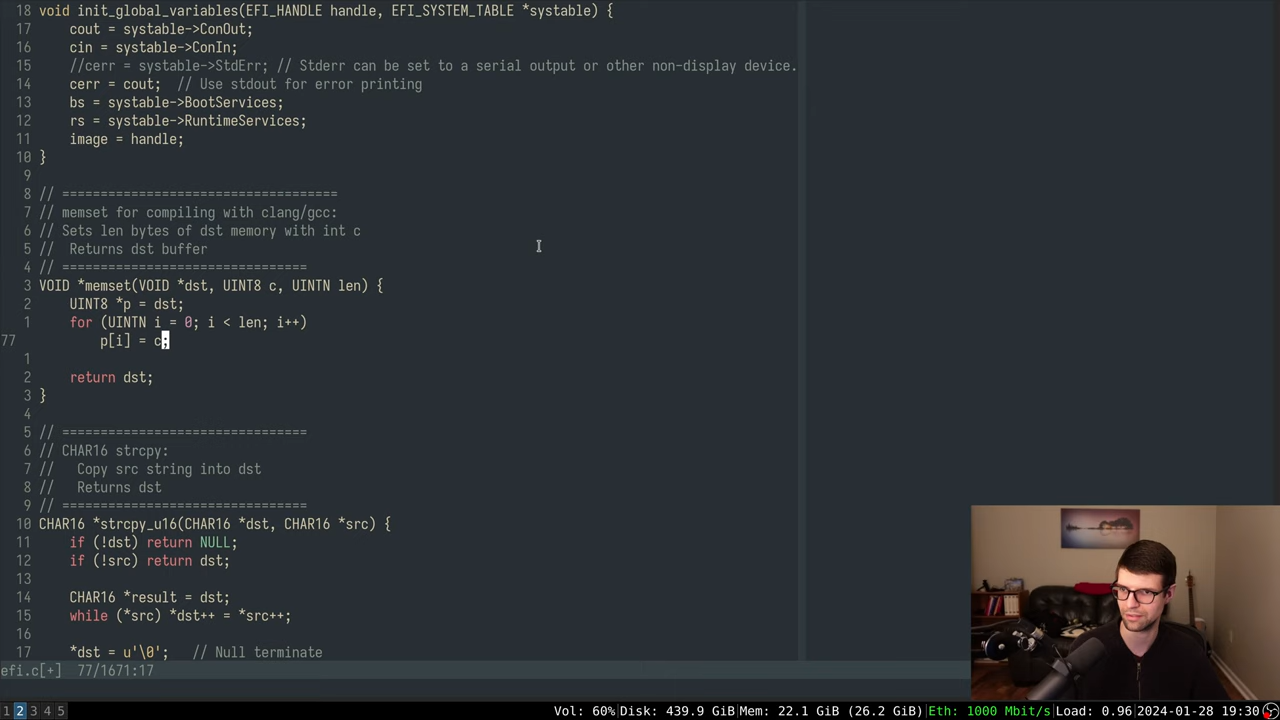 18 void init_global_variables(EFI_HANDLE handle, EFI_SYSTEM_TABLE *systable) {
17     cout = systable->ConOut;
16     cin = systable->ConIn;
15     //cerr = systable->StdErr; // Stderr can be set to a serial output or other non-display device.
14     cerr = cout;  // Use stdout for error printing
13     bs = systable->BootServices;
12     rs = systable->RuntimeServices;
11     image = handle;
10 }
9
8 // ====================================
7 // memset for compiling with clang/gcc:
6 // Sets len bytes of dst memory with int c
5 //  Returns dst buffer
4 // ================================
3 VOID *memset(VOID *dst, UINT8 c, UINTN len) {
2     UINT8 *p = dst;
1     for (UINTN i = 0; i < len; i++)
77         p[i] = c;
1
2     return dst;
3 }
4
5 // ================================
6 // CHAR16 strcpy:
7 //   Copy src string into dst
8 //   Returns dst
9 // ================================
10 CHAR16 *strcpy_u16(CHAR16 *dst, CHAR16 *src) {
11     if (!dst) return NULL;
12     if (!src) return dst;
13
14     CHAR16 *result = dst;
15     while (*src) *dst++ = *src++;
16
17     *dst = u'\0';   // Null terminate
efi.c[+]  77/1671:17
1 2 3 4 5 Vol: 60%|Disk: 439.9 GiB|Mem: 22.1 GiB (26.2 GiB)|Eth: 1000 Mbit/s|Load: 0.96|2024-01-28 19:30